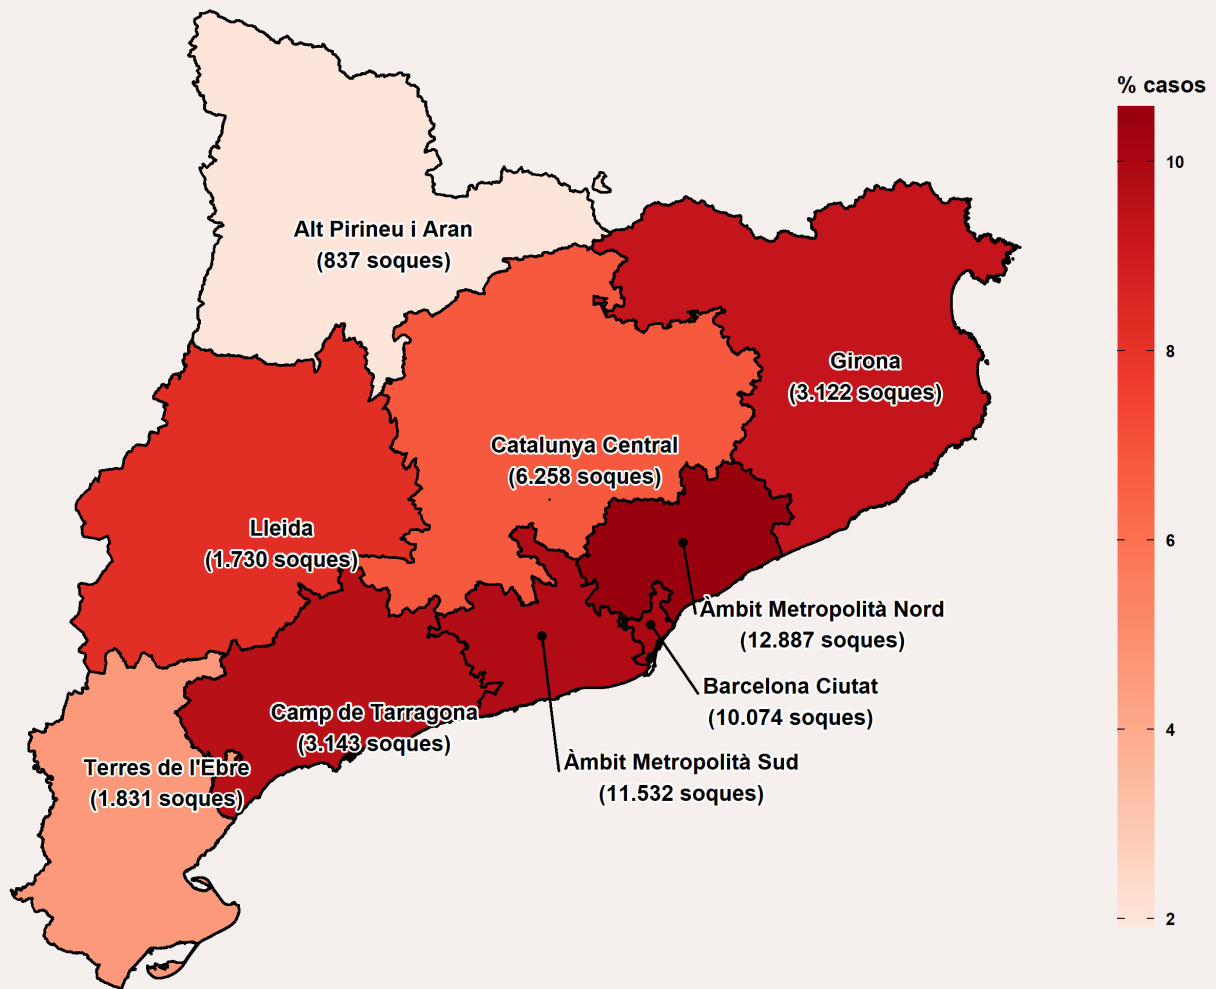 % casos
10
8
6
4
2
Alt Pirineu i Aran
(837 soques)
Girona
(3.122 soques)
Catalunya Central
(6.258 soques)
Lleida
(1.730 soques)
Àmbit Metropolità Nord
(12.887 soques)
Barcelona Ciutat
(10.074 soques)
Camp de Tarragona
(3.143 soques)
Àmbit Metropolità Sud
(11.532 soques)
Terres de l'Ebre
(1.831 soques)